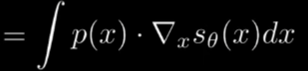 = ∫ p(x) · ∇ₓs_θ(x)dx